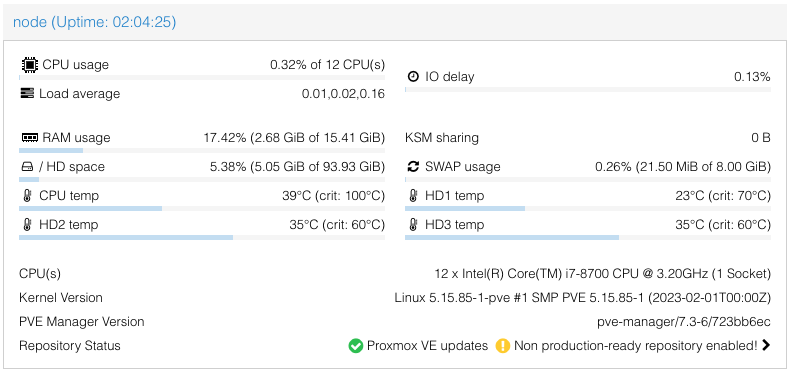 node (Uptime: 02:04:25)
CPU usage 0.32% of 12 CPU(s)
IO delay 0.13%
Load average 0.01,0.02,0.16
RAM usage 17.42% (2.68 GiB of 15.41 GiB)
KSM sharing 0 B
/ HD space 5.38% (5.05 GiB of 93.93 GiB)
SWAP usage 0.26% (21.50 MiB of 8.00 GiB)
CPU temp 39°C (crit: 100°C)
HD1 temp 23°C (crit: 70°C)
HD2 temp 35°C (crit: 60°C)
HD3 temp 35°C (crit: 60°C)
CPU(s) 12 x Intel(R) Core(TM) i7-8700 CPU @ 3.20GHz (1 Socket)
Kernel Version Linux 5.15.85-1-pve #1 SMP PVE 5.15.85-1 (2023-02-01T00:00Z)
PVE Manager Version pve-manager/7.3-6/723bb6ec
Repository Status Proxmox VE updates Non production-ready repository enabled!